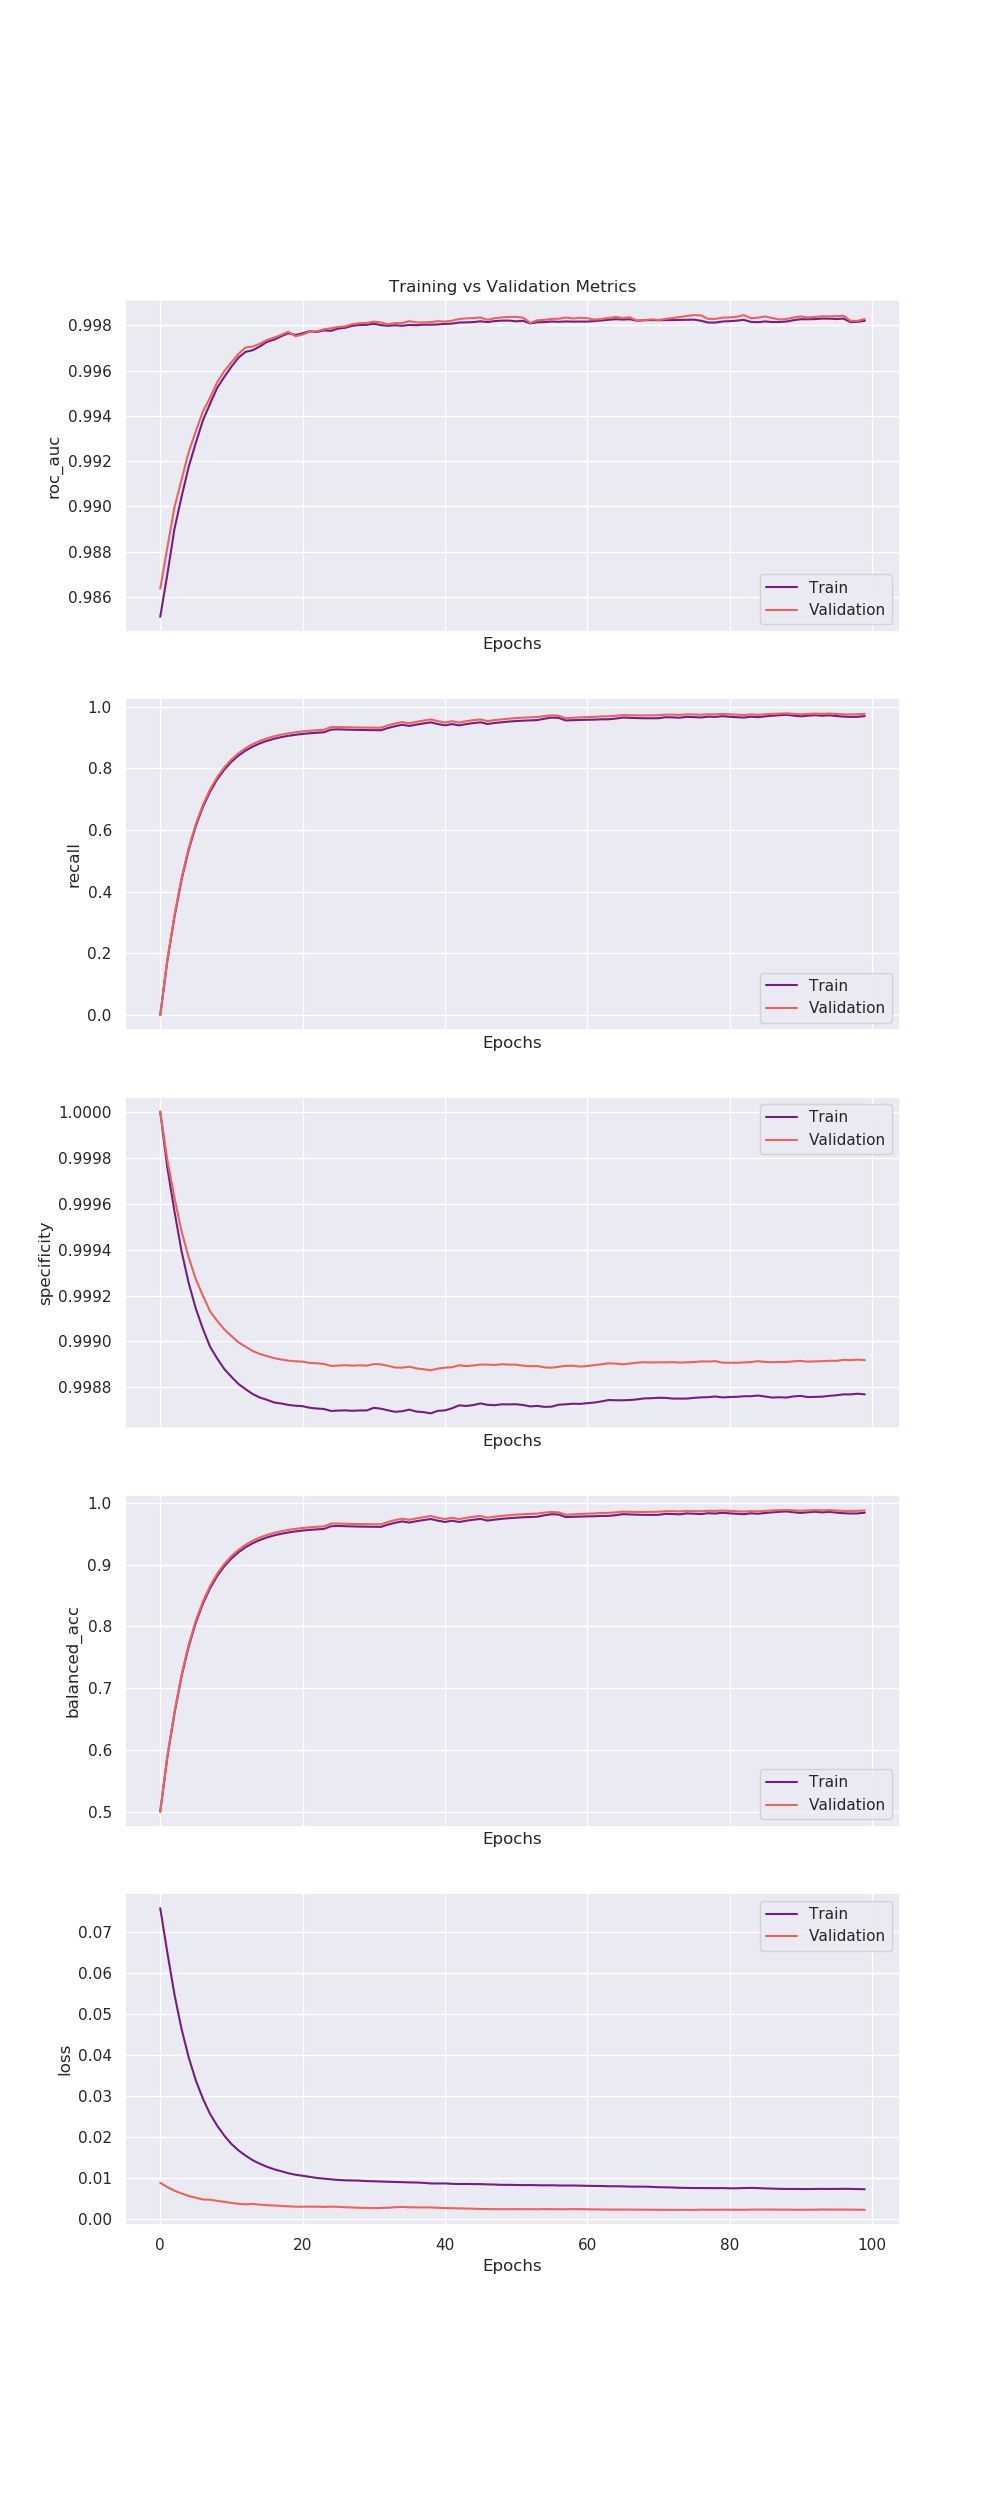 Training vs Validation Metrics
0.998
0.996
0.994
0.992
0.990
0.988
0.986
roc_auc
Train
Validation
Epochs
1.0
0.8
0.6
0.4
0.2
0.0
recall
Train
Validation
Epochs
1.0000
0.9998
0.9996
0.9994
0.9992
0.9990
0.9988
specificity
Train
Validation
Epochs
1.0
0.9
0.8
0.7
0.6
0.5
balanced_acc
Train
Validation
Epochs
0.07
0.06
0.05
0.04
0.03
0.02
0.01
0.00
loss
Train
Validation
0 20 40 60 80 100
Epochs